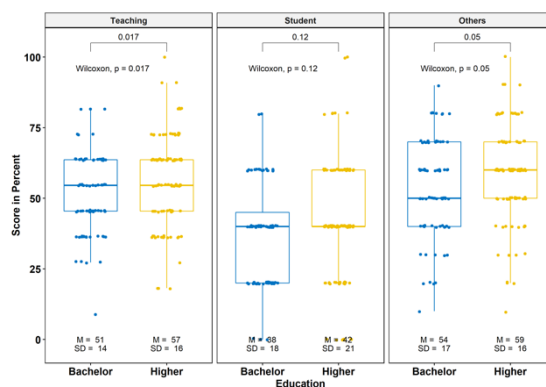 Teaching
Student
Others
0.017
0.12
0.05
Wilcoxon, p = 0.017
Wilcoxon, p = 0.12
Wilcoxon, p = 0.05
Score in Percent
100
75
50
25
0
M = 51
SD = 14
M = 57
SD = 16
M = 38
SD = 18
M = 42
SD = 21
M = 54
SD = 17
M = 59
SD = 16
Bachelor
Higher
Bachelor
Higher
Bachelor
Higher
Education